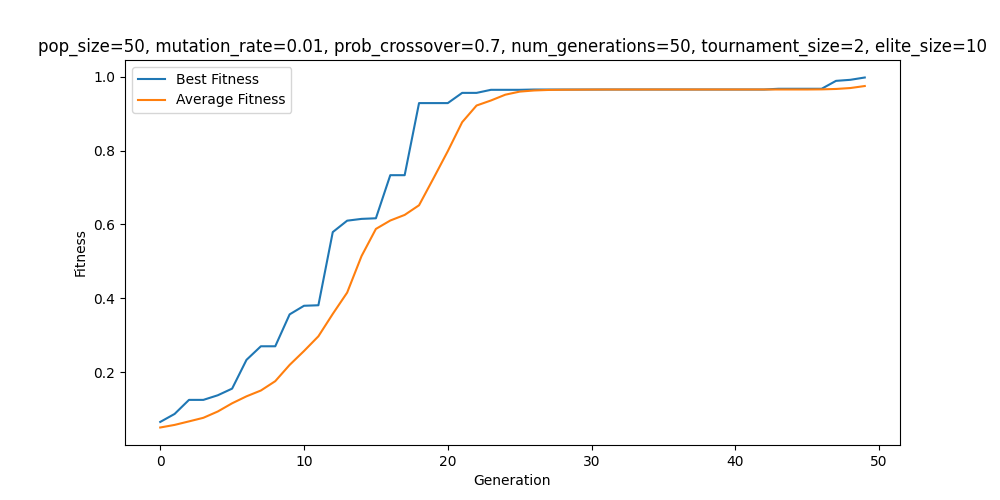 pop_size=50, mutation_rate=0.01, prob_crossover=0.7, num_generations=50, tournament_size=2, elite_size=10
1.0
0.8
0.6
0.4
0.2
Fitness
Best Fitness
Average Fitness
0 10 20 30 40 50
Generation